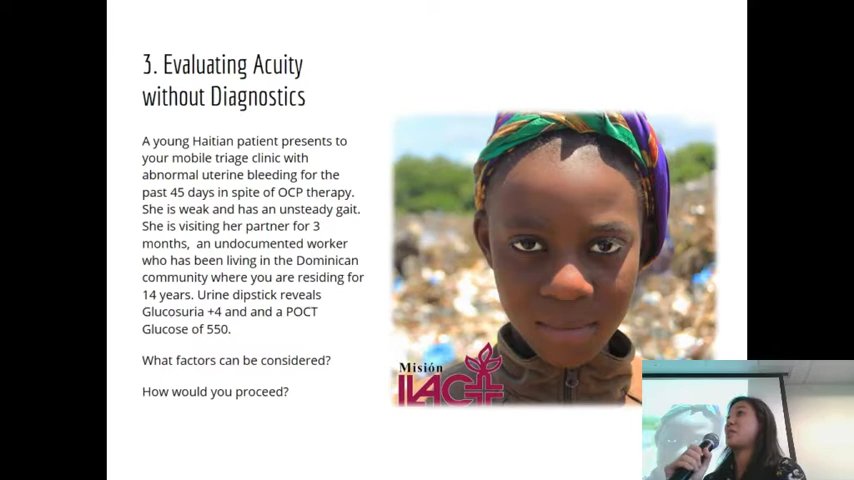 3. Evaluating Acuity
without Diagnostics
A young Haitian patient presents to
your mobile triage clinic with
abnormal uterine bleeding for the
past 45 days in spite of OCP therapy.
She is weak and has an unsteady gait.
She is visiting her partner for 3
months, an undocumented worker
who has been living in the Dominican
community where you are residing for
14 years. Urine dipstick reveals
Glucosuria +4 and and a POCT
Glucose of 550.
What factors can be considered?
How would you proceed?
Misión
ILAC